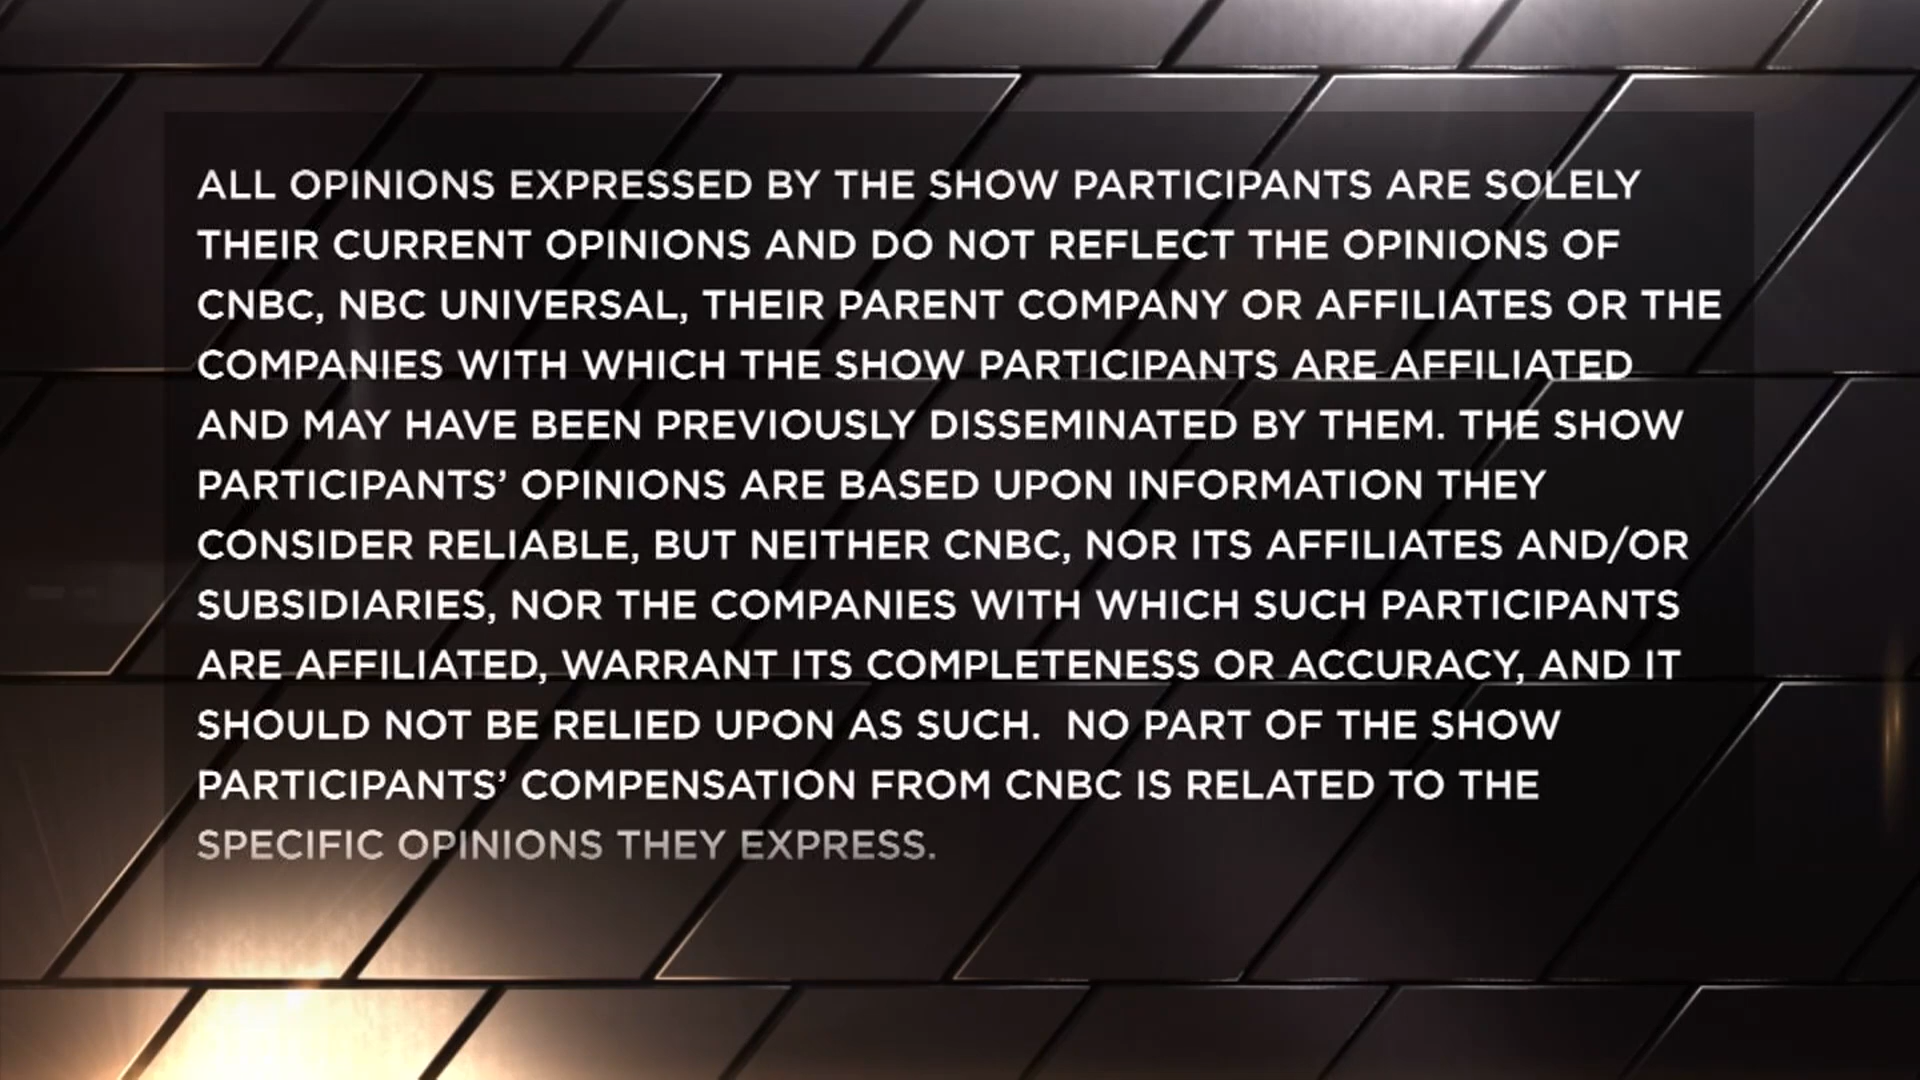 ALL OPINIONS EXPRESSED BY THE SHOW PARTICIPANTS ARE SOLELY
THEIR CURRENT OPINIONS AND DO NOT REFLECT THE OPINIONS OF
CNBC, NBC UNIVERSAL, THEIR PARENT COMPANY OR AFFILIATES OR THE
COMPANIES WITH WHICH THE SHOW PARTICIPANTS ARE AFFILIATED
AND MAY HAVE BEEN PREVIOUSLY DISSEMINATED BY THEM. THE SHOW
PARTICIPANTS’ OPINIONS ARE BASED UPON INFORMATION THEY
CONSIDER RELIABLE, BUT NEITHER CNBC, NOR ITS AFFILIATES AND/OR
SUBSIDIARIES, NOR THE COMPANIES WITH WHICH SUCH PARTICIPANTS
ARE AFFILIATED, WARRANT ITS COMPLETENESS OR ACCURACY, AND IT
SHOULD NOT BE RELIED UPON AS SUCH.  NO PART OF THE SHOW
PARTICIPANTS’ COMPENSATION FROM CNBC IS RELATED TO THE
SPECIFIC OPINIONS THEY EXPRESS.